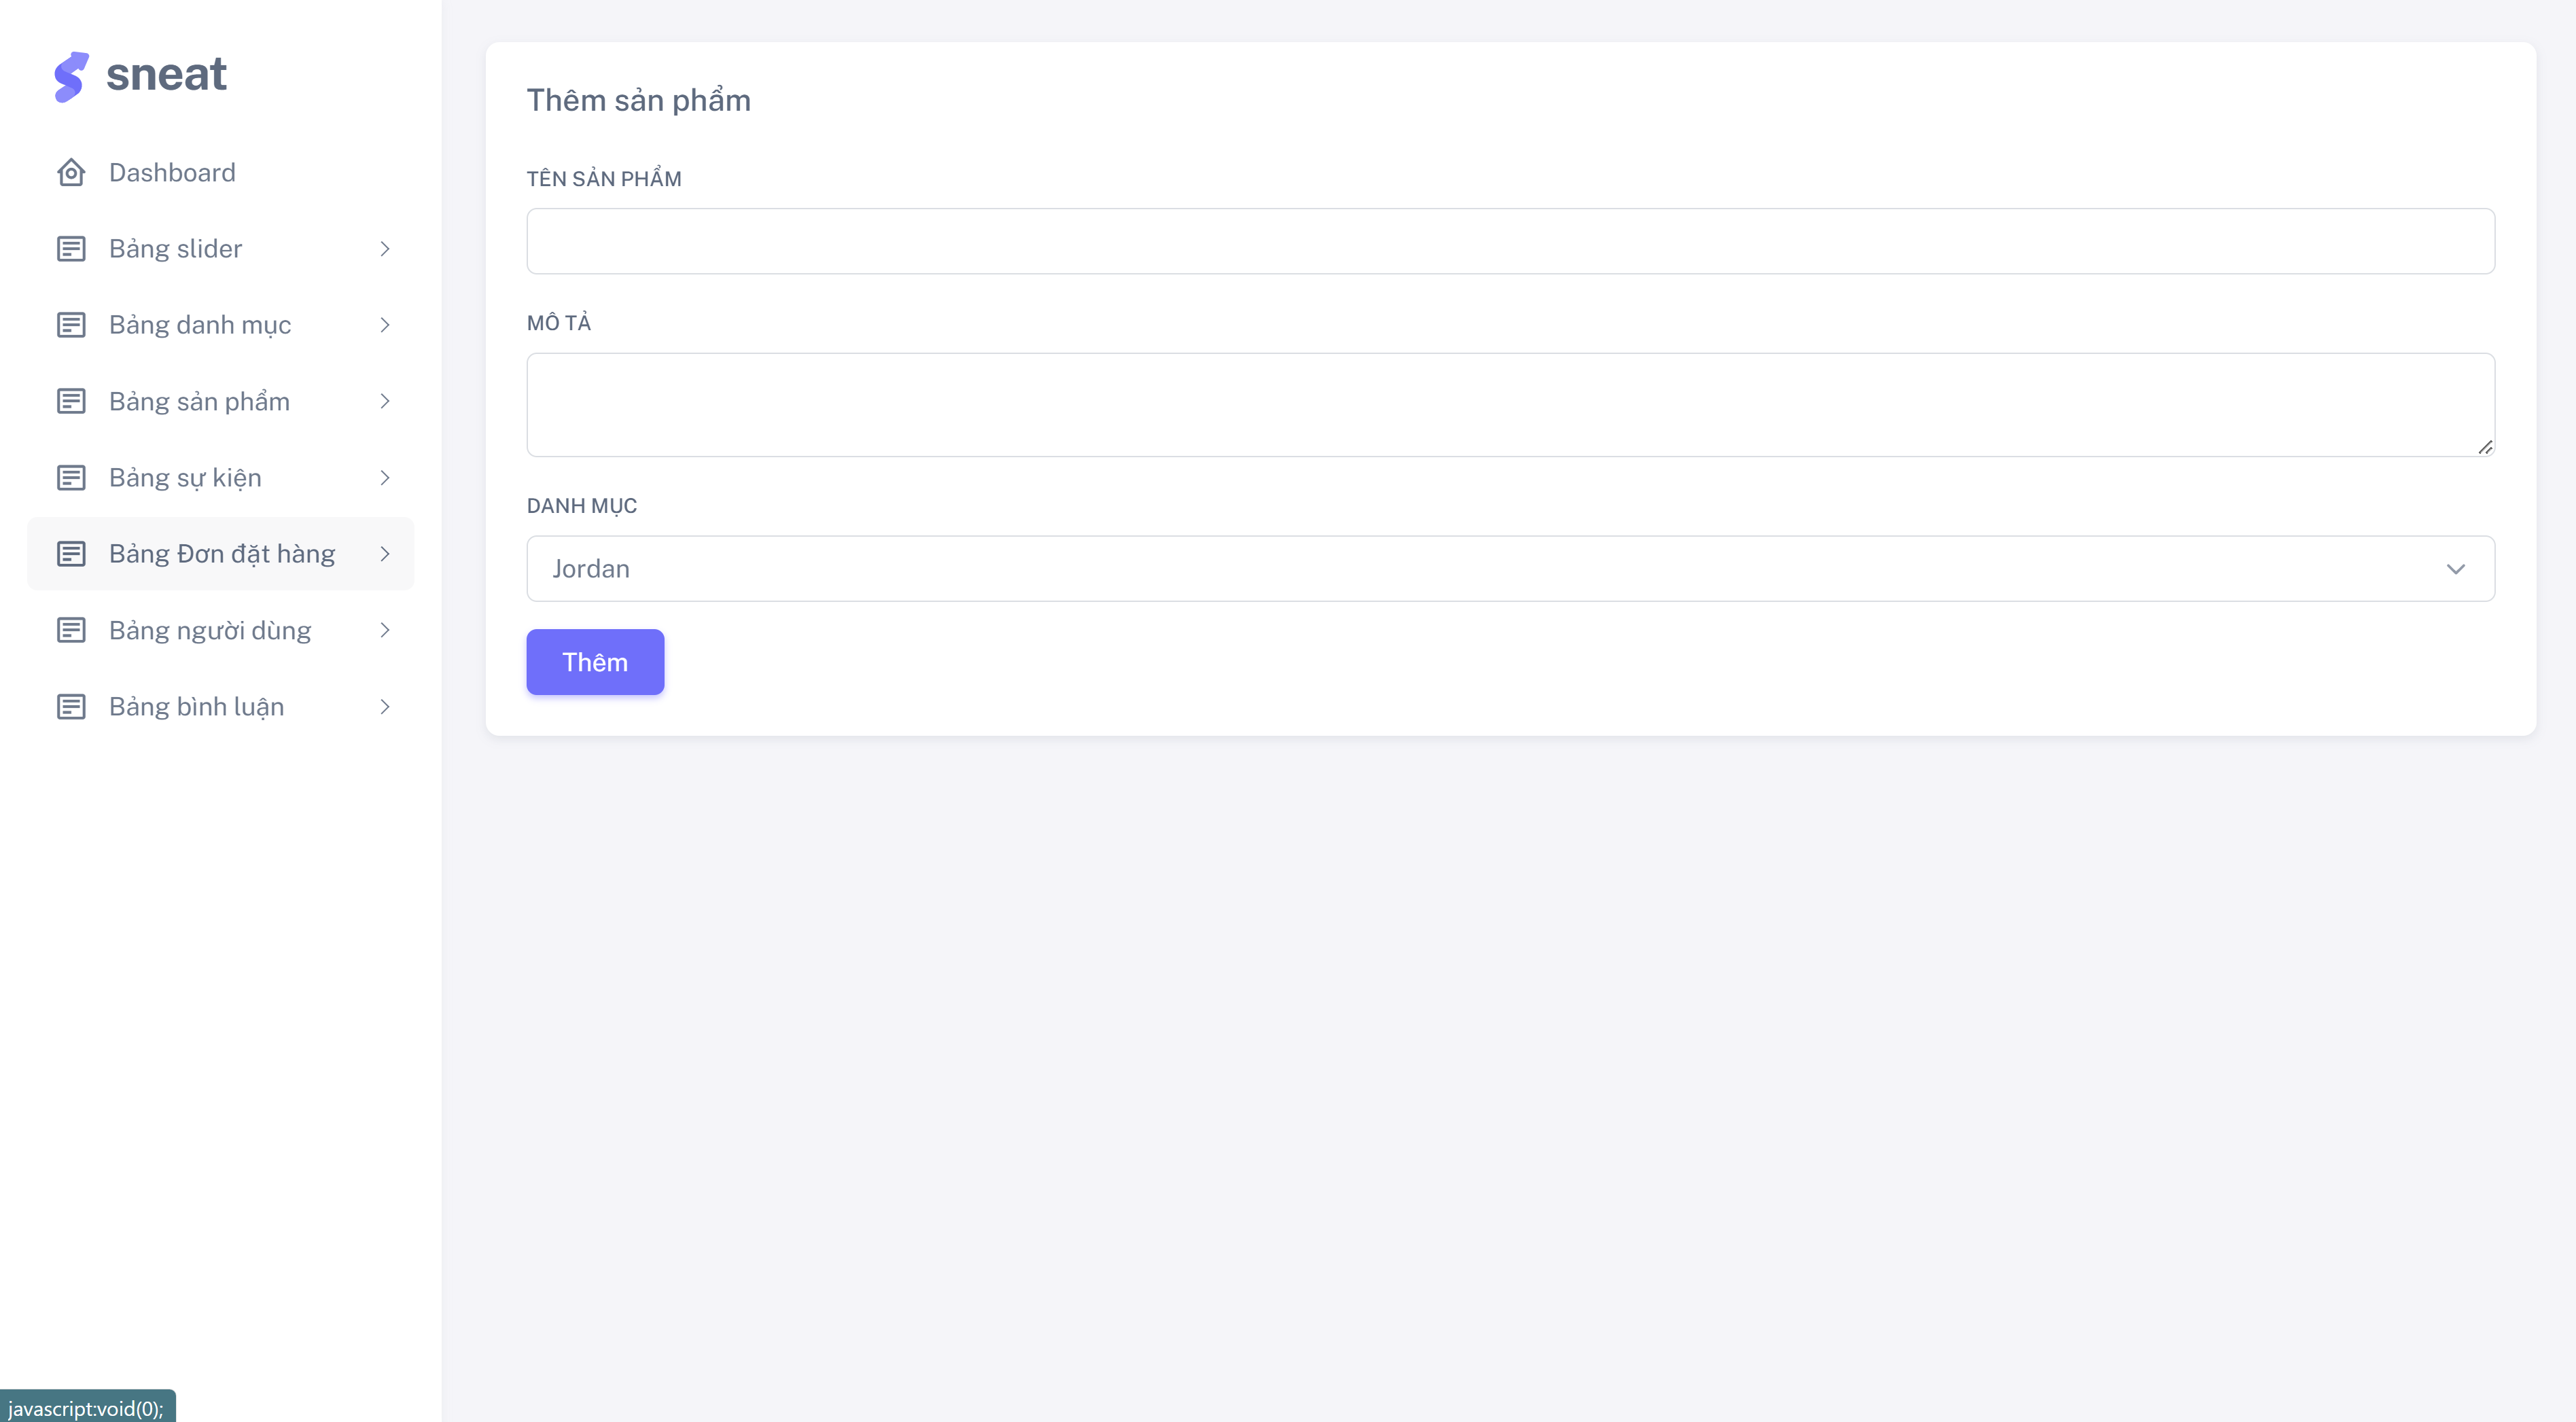 sneat
Dashboard
Bảng slider
Bảng danh mục
Bảng sản phẩm
Bảng sự kiện
Bảng Đơn đặt hàng
Bảng người dùng
Bảng bình luận
Thêm sản phẩm
TÊN SẢN PHẨM
MÔ TẢ
DANH MỤC
Jordan
Thêm
javascript:void(0);